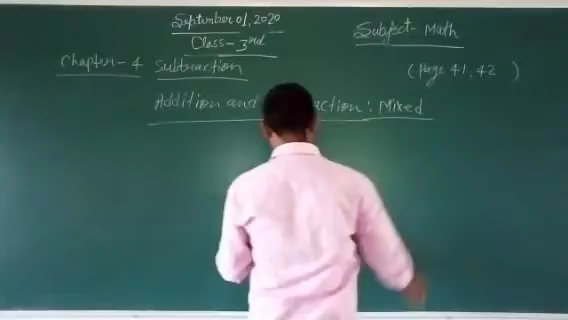 September 01, 2020
Subject- Math
Class- 3rd
Chapter-4 Subtraction
(Page 41, 42 )
Addition and action : Mixed